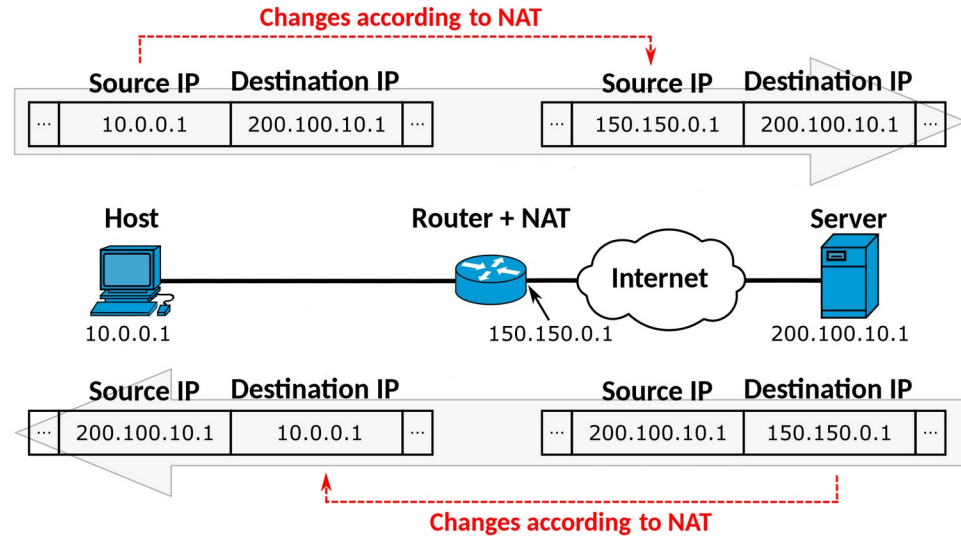 Changes according to NAT
Source IP Destination IP Source IP Destination IP
... 10.0.0.1 200.100.10.1 ... ... 150.150.0.1 200.100.10.1 ...
Host Router + NAT Server
Internet
10.0.0.1 150.150.0.1 200.100.10.1
Source IP Destination IP Source IP Destination IP
... 200.100.10.1 10.0.0.1 ... ... 200.100.10.1 150.150.0.1 ...
Changes according to NAT